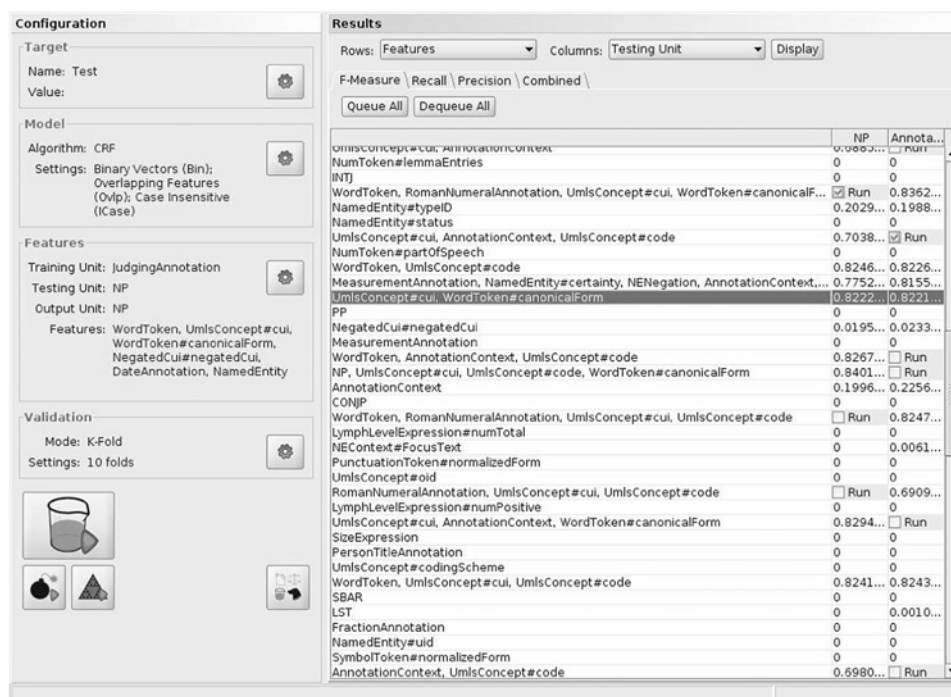 Configuration
Target
Name: Test
Value:
Model
Algorithm: CRF
Settings: Binary Vectors (Bin);
Overlapping Features
(Ovlp); Case Insensitive
(ICase)
Features
Training Unit: JudgingAnnotation
Testing Unit: NP
Output Unit: NP
Features: WordToken, UmlsConcept#cui,
WordToken#canonicalForm,
NegatedCui#negatedCui,
DateAnnotation, NamedEntity
Validation
Mode: K-Fold
Settings: 10 folds
Results
Rows: Features Columns: Testing Unit Display
F-Measure \ Recall \ Precision \ Combined \
Queue All Dequeue All
NP Annota...
UmlsConcept#cui, AnnotationContext 0.6885... Run
NumToken#lemmaEntries 0 0
INTJ 0 0
WordToken, RomanNumeralAnnotation, UmlsConcept#cui, WordToken#canonicalF... Run 0.8362...
NamedEntity#typeID 0.2029... 0.1988...
NamedEntity#status 0 0
UmlsConcept#cui, AnnotationContext, UmlsConcept#code 0.7038... Run
NumToken#partOfSpeech 0 0
WordToken, UmlsConcept#code 0.8246... 0.8226...
MeasurementAnnotation, NamedEntity#certainty, NENegation, AnnotationContext,... 0.7752... 0.8155...
UmlsConcept#cui, WordToken#canonicalForm 0.8222... 0.8221...
PP 0 0
NegatedCui#negatedCui 0.0195... 0.0233...
MeasurementAnnotation 0 0
WordToken, AnnotationContext, UmlsConcept#code 0.8267... Run
NP, UmlsConcept#cui, UmlsConcept#code, WordToken#canonicalForm 0.8401... Run
AnnotationContext 0.1996... 0.2256...
CONJP 0 0
WordToken, RomanNumeralAnnotation, UmlsConcept#cui, UmlsConcept#code Run 0.8247...
LymphLevelExpression#numTotal 0 0
NEContext#FocusText 0 0.0061...
PunctuationToken#normalizedForm 0 0
UmlsConcept#oid 0 0
RomanNumeralAnnotation, UmlsConcept#cui, UmlsConcept#code Run 0.6909...
LymphLevelExpression#numPositive 0 0
UmlsConcept#cui, AnnotationContext, WordToken#canonicalForm 0.8294... Run
SizeExpression 0 0
PersonTitleAnnotation 0 0
UmlsConcept#codingScheme 0 0
WordToken, UmlsConcept#cui, UmlsConcept#code 0.8241... 0.8243...
SBAR 0 0
LST 0 0.0010...
FractionAnnotation 0 0
NamedEntity#uid 0 0
SymbolToken#normalizedForm 0 0
AnnotationContext, UmlsConcept#code 0.6980... Run